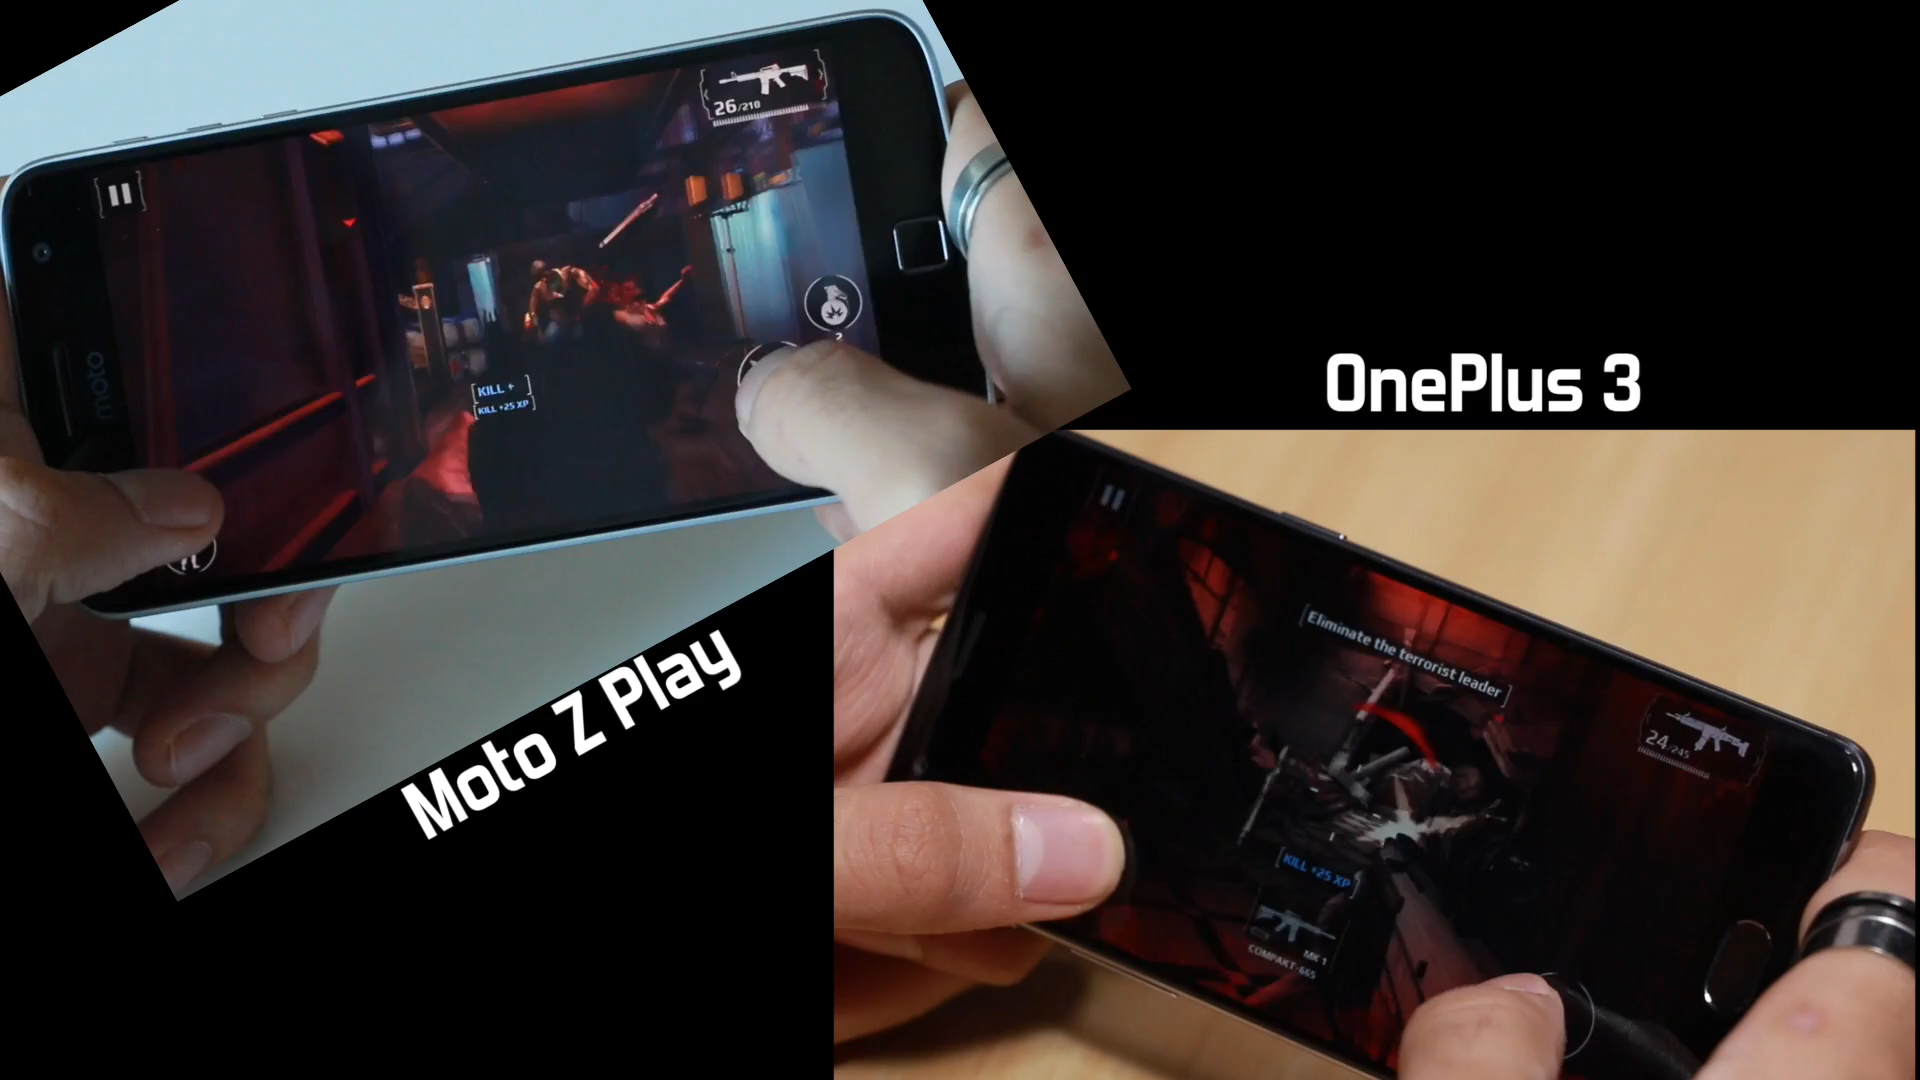 26/210
moto
KILL +
KILL +25 XP
2
Moto Z Play
OnePlus 3
Eliminate the terrorist leader
24/245
KILL +25 XP
MK 1
COMPAKT-665